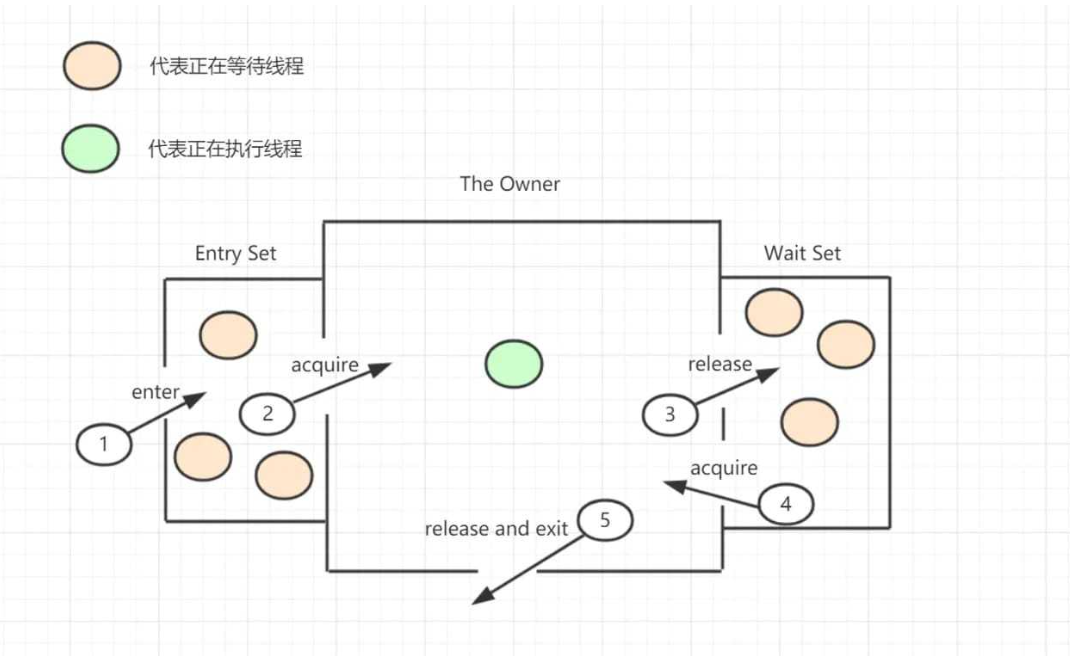 代表正在等待线程
代表正在执行线程
The Owner
Entry Set
Wait Set
enter
1
acquire
2
release
3
acquire
4
release and exit
5